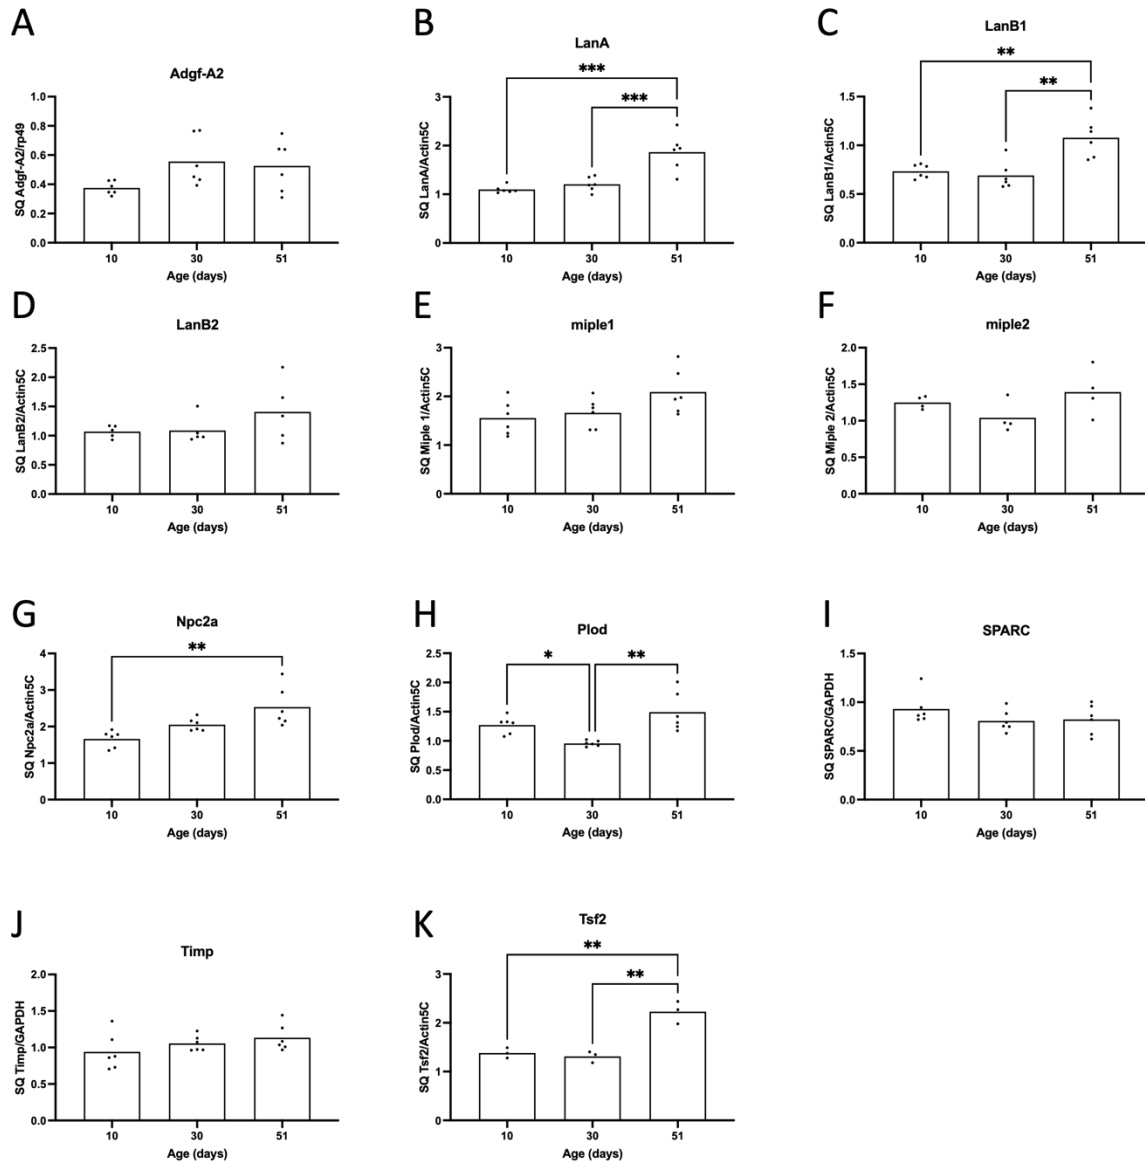 A
Adgf-A2
SQ Adgf-A2/rp49
1.0
0.8
0.6
0.4
0.2
0.0
10 30 51
Age (days)
B
LanA
***
***
SQ LanA/Actin5C
3
2
1
0
10 30 51
Age (days)
C
LanB1
**
**
SQ LanB1/Actin5C
1.5
1.0
0.5
0.0
10 30 51
Age (days)
D
LanB2
SQ LanB2/Actin5C
2.5
2.0
1.5
1.0
0.5
0.0
10 30 51
Age (days)
E
miple1
SQ Miple 1/Actin5C
3
2
1
0
10 30 51
Age (days)
F
miple2
SQ Miple 2/Actin5C
2.0
1.5
1.0
0.5
0.0
10 30 51
Age (days)
G
Npc2a
**
SQ Npc2a/Actin5C
4
3
2
1
0
10 30 51
Age (days)
H
Plod
* **
SQ Plod/Actin5C
2.5
2.0
1.5
1.0
0.5
0.0
10 30 51
Age (days)
I
SPARC
SQ SPARC/GAPDH
1.5
1.0
0.5
0.0
10 30 51
Age (days)
J
Timp
SQ Timp/GAPDH
2.0
1.5
1.0
0.5
0.0
10 30 51
Age (days)
K
Tsf2
**
**
SQ Tsf2/Actin5C
3
2
1
0
10 30 51
Age (days)